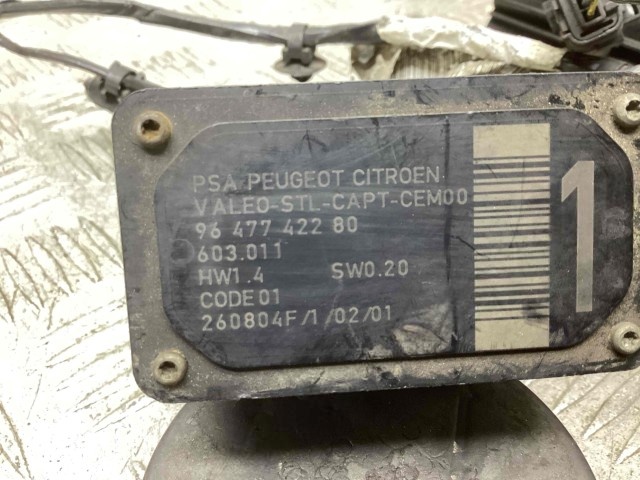 PSA PEUGEOT CITROEN
VALEO-STL-CAPT-CEM00
96 477 422 80
603.011
HW1.4 SW0.20
CODE01
260804F/1/02/01
1